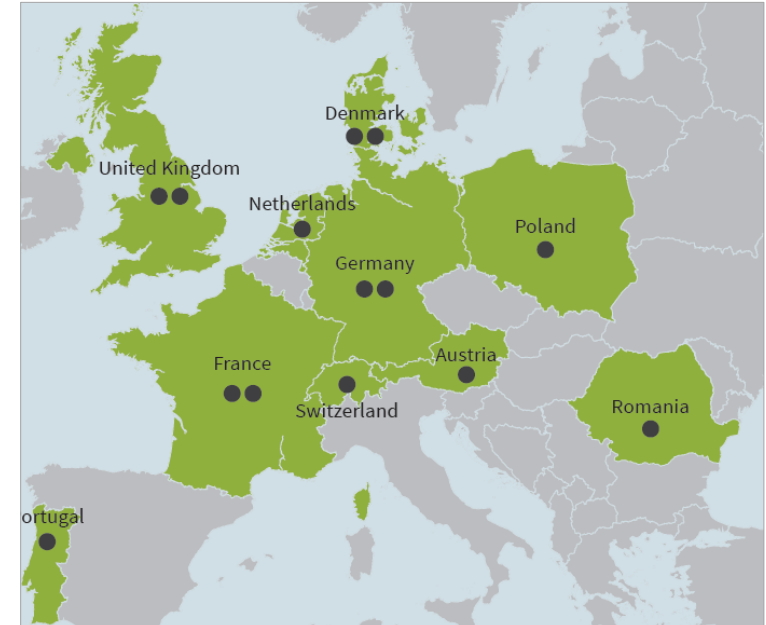 Denmark
United Kingdom
Netherlands
Poland
Germany
Austria
France
Romania
Switzerland
ortugal